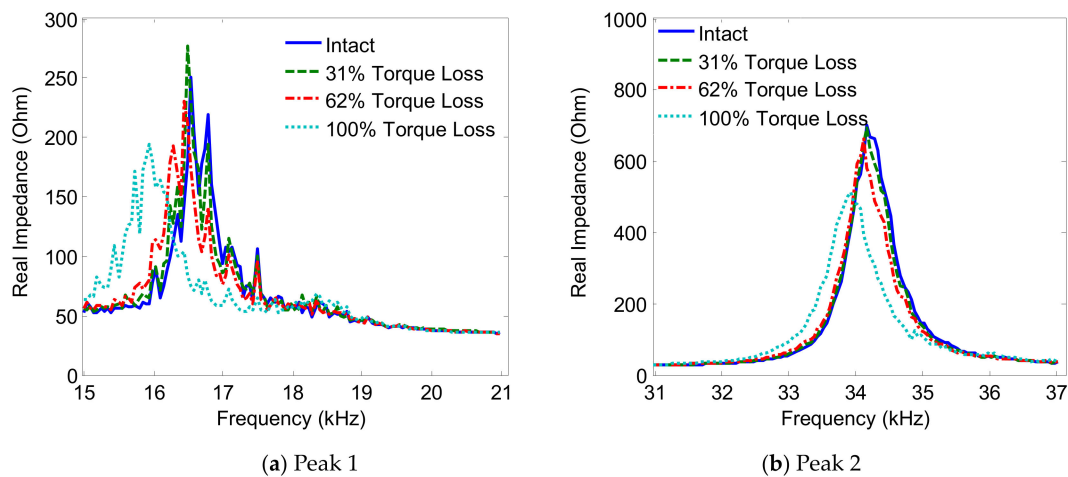 300
250
200
150
100
50
0
Real Impedance (Ohm)
Intact
31% Torque Loss
62% Torque Loss
100% Torque Loss
15 16 17 18 19 20 21
Frequency (kHz)
(a) Peak 1
1000
800
600
400
200
0
Real Impedance (Ohm)
Intact
31% Torque Loss
62% Torque Loss
100% Torque Loss
31 32 33 34 35 36 37
Frequency (kHz)
(b) Peak 2